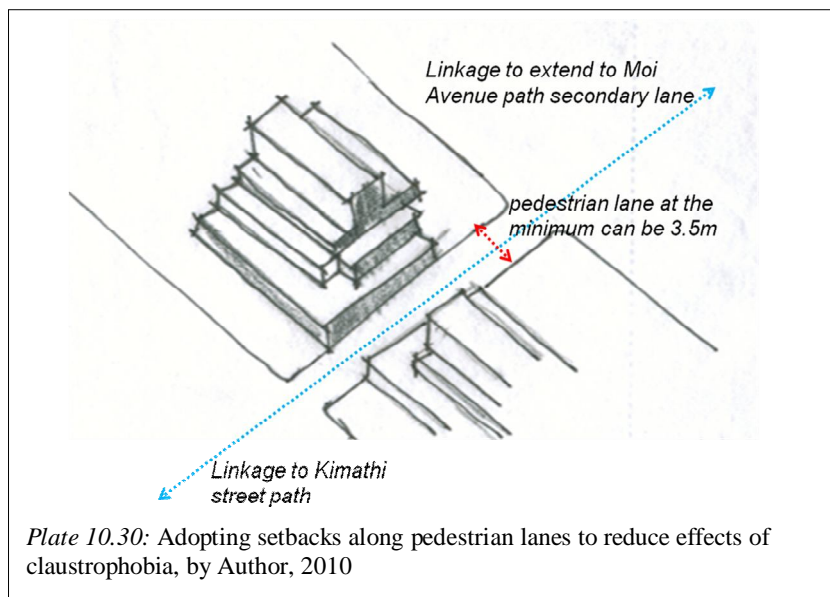 Linkage to extend to Moi
Avenue path secondary lane
pedestrian lane at the
minimum can be 3.5m
Linkage to Kimathi
street path
Plate 10.30: Adopting setbacks along pedestrian lanes to reduce effects of
claustrophobia, by Author, 2010